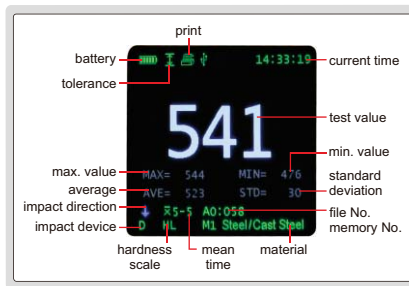 print
battery
tolerance
14:33:19
current time
541
test value
min. value
max. value
MAX= 544 MIN= 476
standard
deviation
average
AVE= 523 STD= 30
impact direction
x̄5-5 A0:058
file No.
memory No.
impact device
D HL M1 Steel/Cast Steel
hardness
scale
mean
time
material